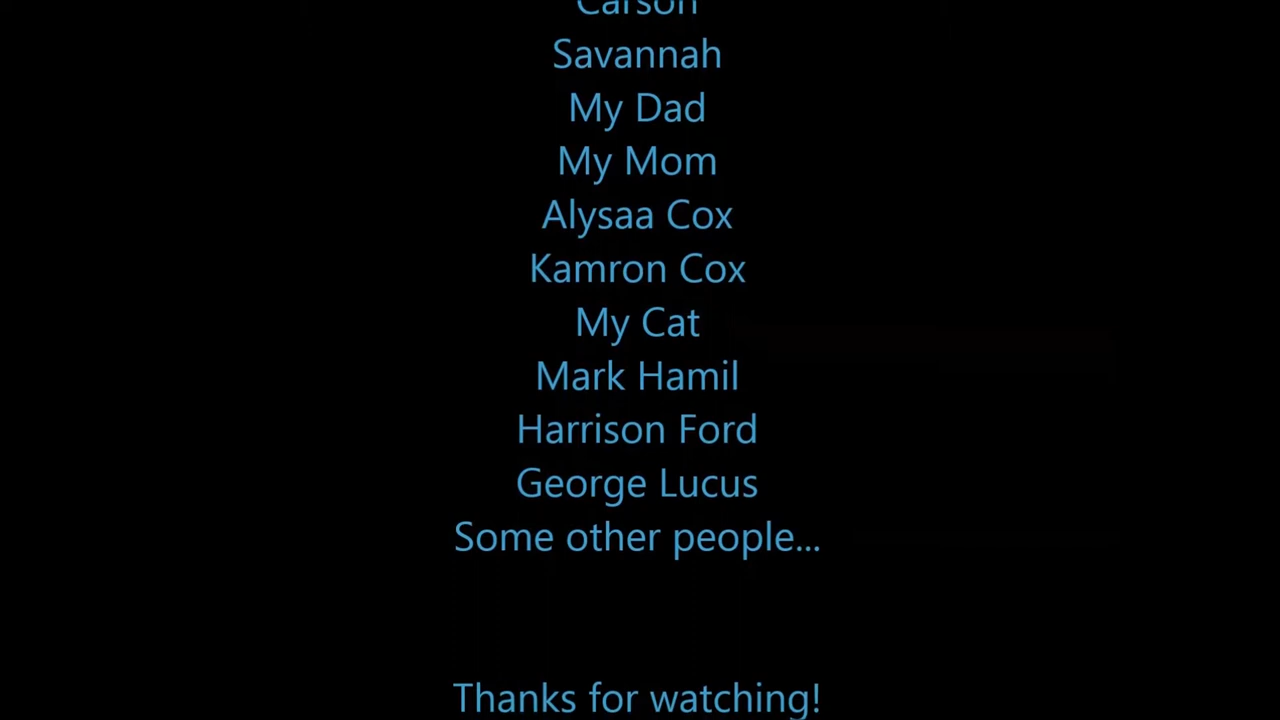 Carson
Savannah
My Dad
My Mom
Alysaa Cox
Kamron Cox
My Cat
Mark Hamil
Harrison Ford
George Lucus
Some other people...
Thanks for watching!